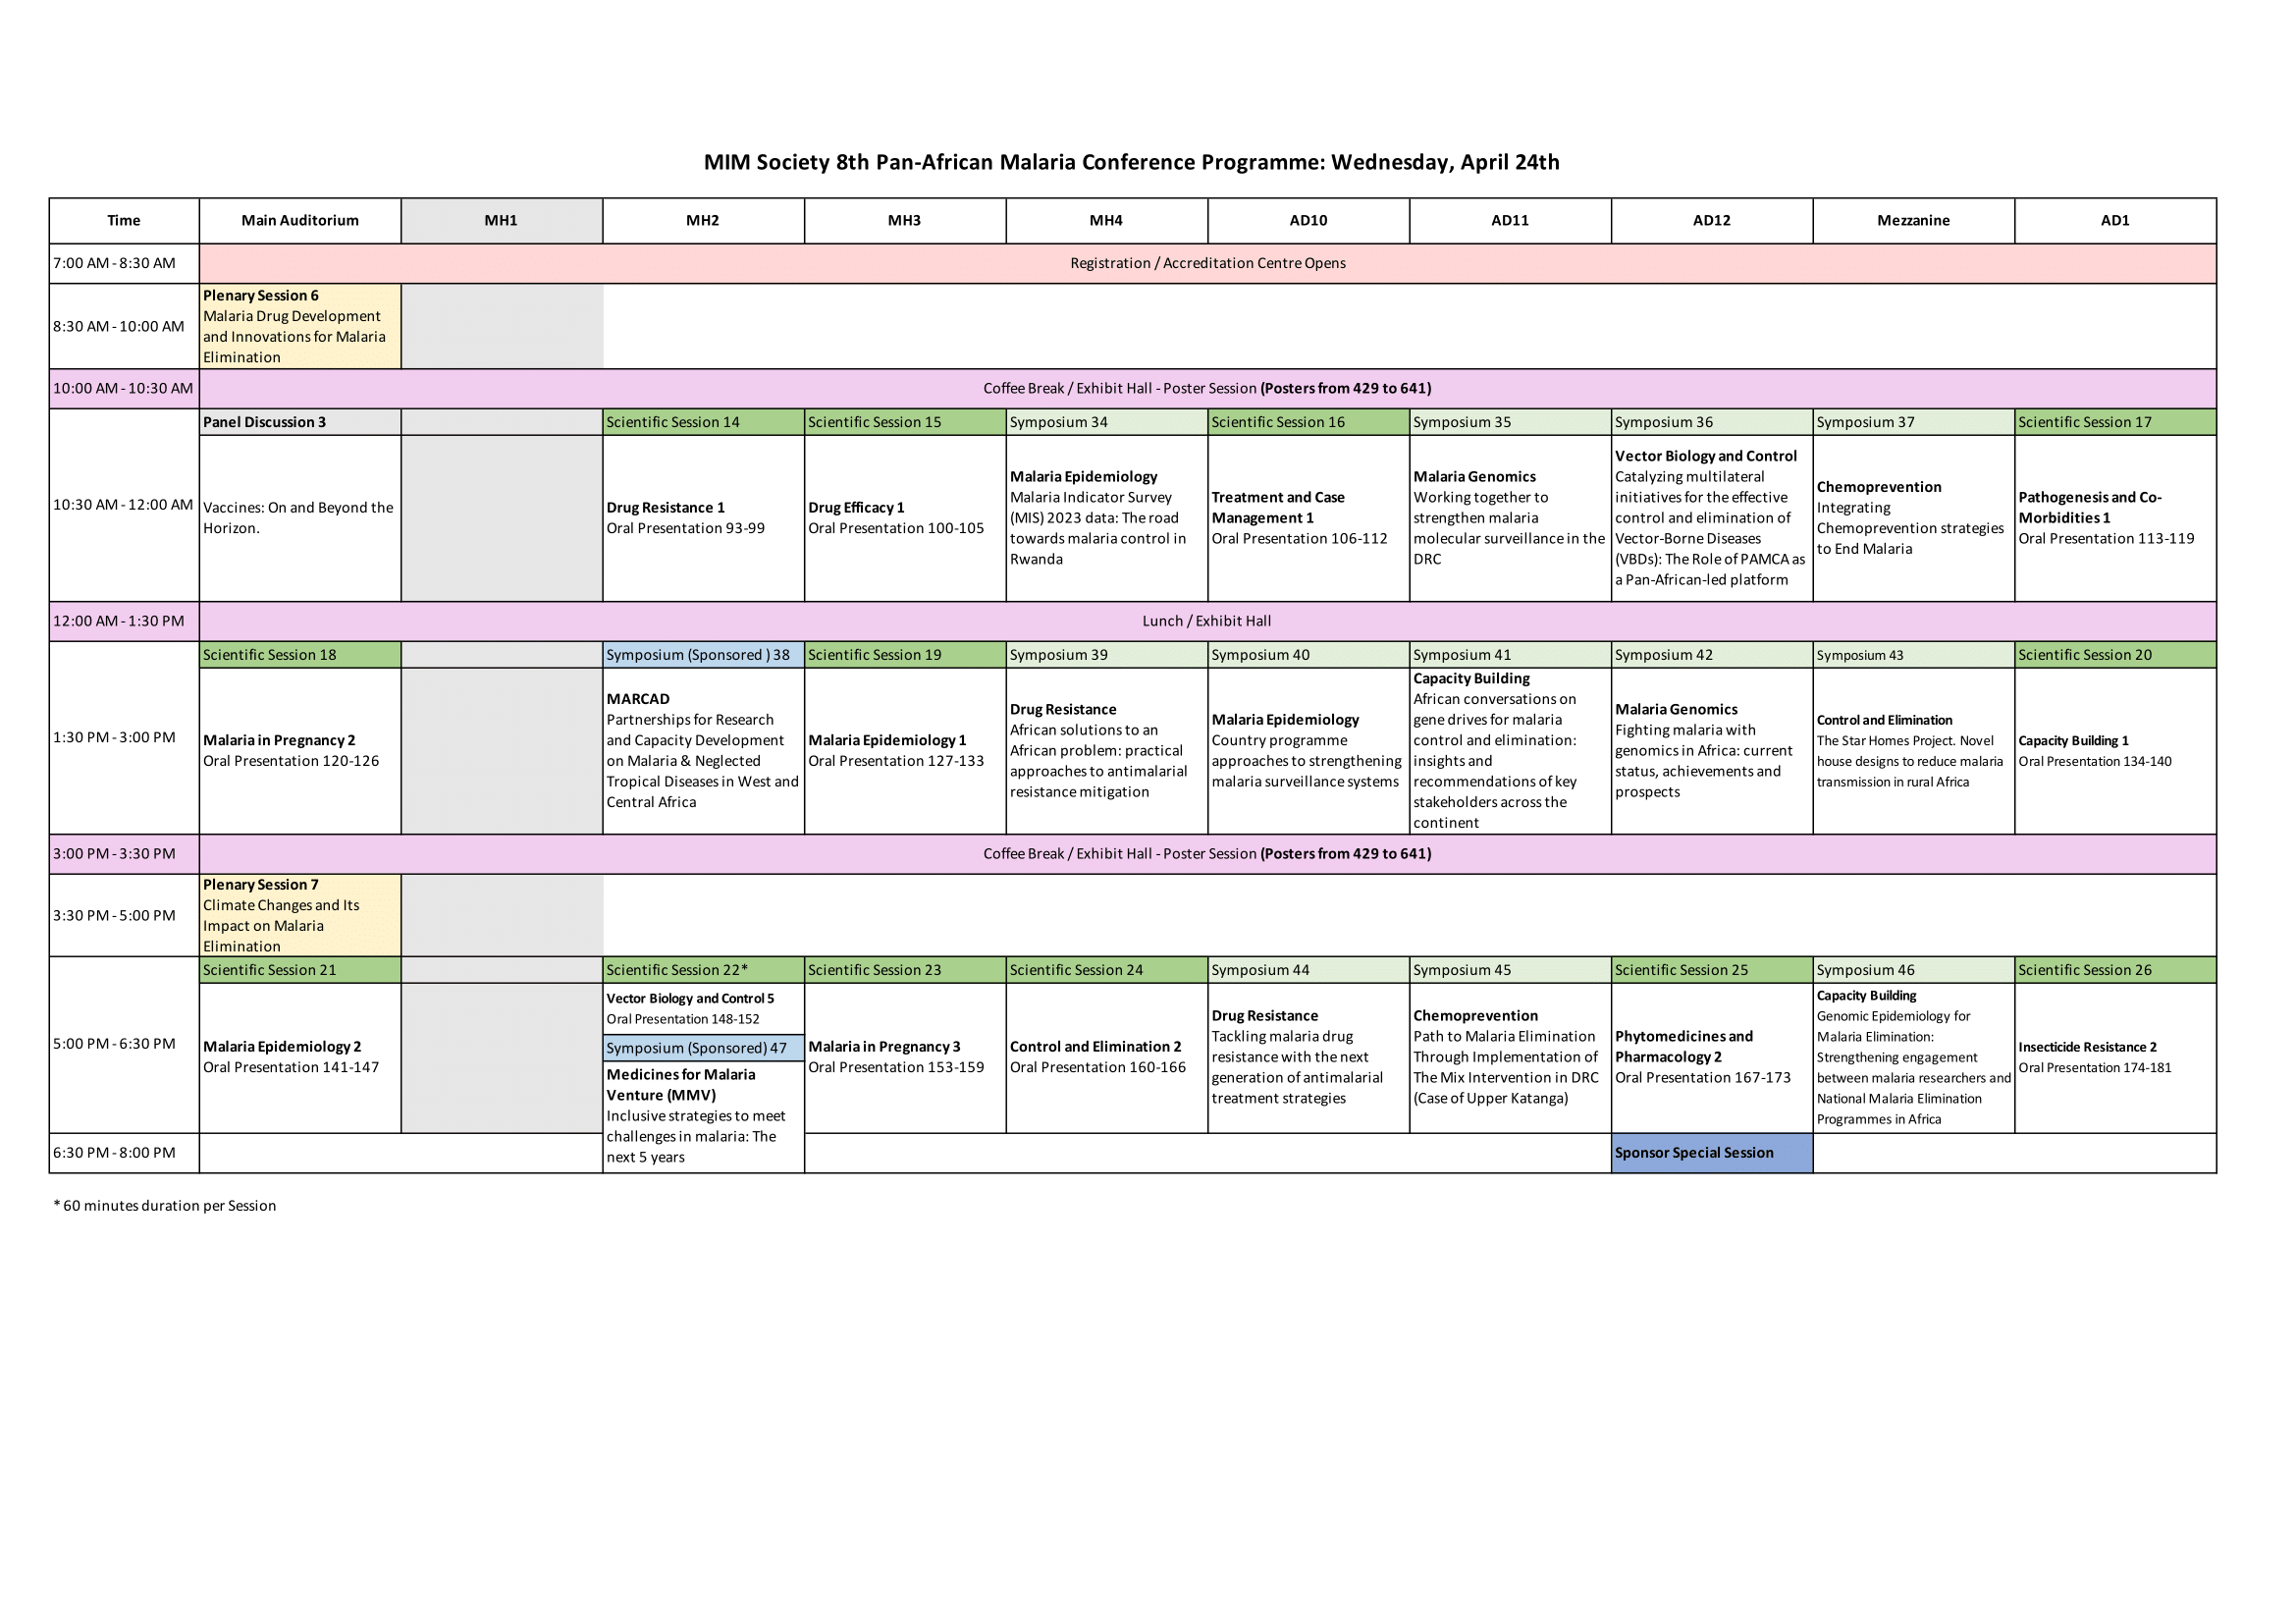 MIM Society 8th Pan-African Malaria Conference Programme: Wednesday, April 24th
Time
Main Auditorium
MH1
MH2
MH3
MH4
AD10
AD11
AD12
Mezzanine
AD1
7:00 AM - 8:30 AM
Registration / Accreditation Centre Opens
8:30 AM - 10:00 AM
Plenary Session 6
Malaria Drug Development
and Innovations for Malaria
Elimination
10:00 AM - 10:30 AM
Coffee Break / Exhibit Hall - Poster Session (Posters from 429 to 641)
10:30 AM - 12:00 AM
Panel Discussion 3
Vaccines: On and Beyond the
Horizon.
Scientific Session 14
Drug Resistance 1
Oral Presentation 93-99
Scientific Session 15
Drug Efficacy 1
Oral Presentation 100-105
Symposium 34
Malaria Epidemiology
Malaria Indicator Survey
(MIS) 2023 data: The road
towards malaria control in
Rwanda
Scientific Session 16
Treatment and Case
Management 1
Oral Presentation 106-112
Symposium 35
Malaria Genomics
Working together to
strengthen malaria
molecular surveillance in the
DRC
Symposium 36
Vector Biology and Control
Catalyzing multilateral
initiatives for the effective
control and elimination of
Vector-Borne Diseases
(VBDs): The Role of PAMCA as
a Pan-African-led platform
Symposium 37
Chemoprevention
Integrating
Chemoprevention strategies
to End Malaria
Scientific Session 17
Pathogenesis and Co-
Morbidities 1
Oral Presentation 113-119
12:00 AM - 1:30 PM
Lunch / Exhibit Hall
1:30 PM - 3:00 PM
Scientific Session 18
Malaria in Pregnancy 2
Oral Presentation 120-126
Symposium (Sponsored ) 38
MARCAD
Partnerships for Research
and Capacity Development
on Malaria & Neglected
Tropical Diseases in West and
Central Africa
Scientific Session 19
Malaria Epidemiology 1
Oral Presentation 127-133
Symposium 39
Drug Resistance
African solutions to an
African problem: practical
approaches to antimalarial
resistance mitigation
Symposium 40
Malaria Epidemiology
Country programme
approaches to strengthening
malaria surveillance systems
Symposium 41
Capacity Building
African conversations on
gene drives for malaria
control and elimination:
insights and
recommendations of key
stakeholders across the
continent
Symposium 42
Malaria Genomics
Fighting malaria with
genomics in Africa: current
status, achievements and
prospects
Symposium 43
Control and Elimination
The Star Homes Project. Novel
house designs to reduce malaria
transmission in rural Africa
Scientific Session 20
Capacity Building 1
Oral Presentation 134-140
3:00 PM - 3:30 PM
Coffee Break / Exhibit Hall - Poster Session (Posters from 429 to 641)
3:30 PM - 5:00 PM
Plenary Session 7
Climate Changes and Its
Impact on Malaria
Elimination
5:00 PM - 6:30 PM
Scientific Session 21
Malaria Epidemiology 2
Oral Presentation 141-147
Scientific Session 22*
Vector Biology and Control 5
Oral Presentation 148-152
Symposium (Sponsored) 47
Medicines for Malaria
Venture (MMV)
Inclusive strategies to meet
challenges in malaria: The
next 5 years
Scientific Session 23
Malaria in Pregnancy 3
Oral Presentation 153-159
Scientific Session 24
Control and Elimination 2
Oral Presentation 160-166
Symposium 44
Drug Resistance
Tackling malaria drug
resistance with the next
generation of antimalarial
treatment strategies
Symposium 45
Chemoprevention
Path to Malaria Elimination
Through Implementation of
The Mix Intervention in DRC
(Case of Upper Katanga)
Scientific Session 25
Phytomedicines and
Pharmacology 2
Oral Presentation 167-173
Symposium 46
Capacity Building
Genomic Epidemiology for
Malaria Elimination:
Strengthening engagement
between malaria researchers and
National Malaria Elimination
Programmes in Africa
Scientific Session 26
Insecticide Resistance 2
Oral Presentation 174-181
6:30 PM - 8:00 PM
Sponsor Special Session
* 60 minutes duration per Session